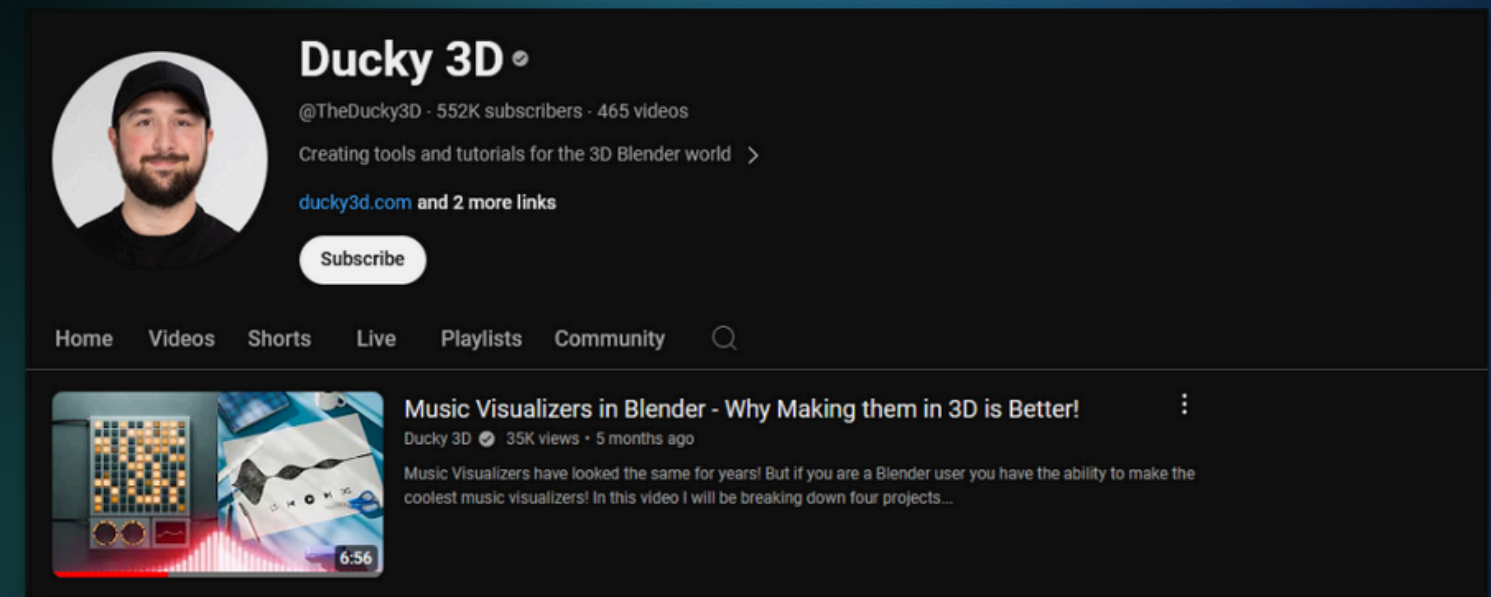 Ducky 3D
@TheDucky3D · 552K subscribers · 465 videos
Creating tools and tutorials for the 3D Blender world
ducky3d.com and 2 more links
Subscribe
Home Videos Shorts Live Playlists Community
Music Visualizers in Blender - Why Making them in 3D is Better!
Ducky 3D 35K views • 5 months ago
Music Visualizers have looked the same for years! But if you are a Blender user you have the ability to make the
coolest music visualizers! In this video I will be breaking down four projects...
6:56